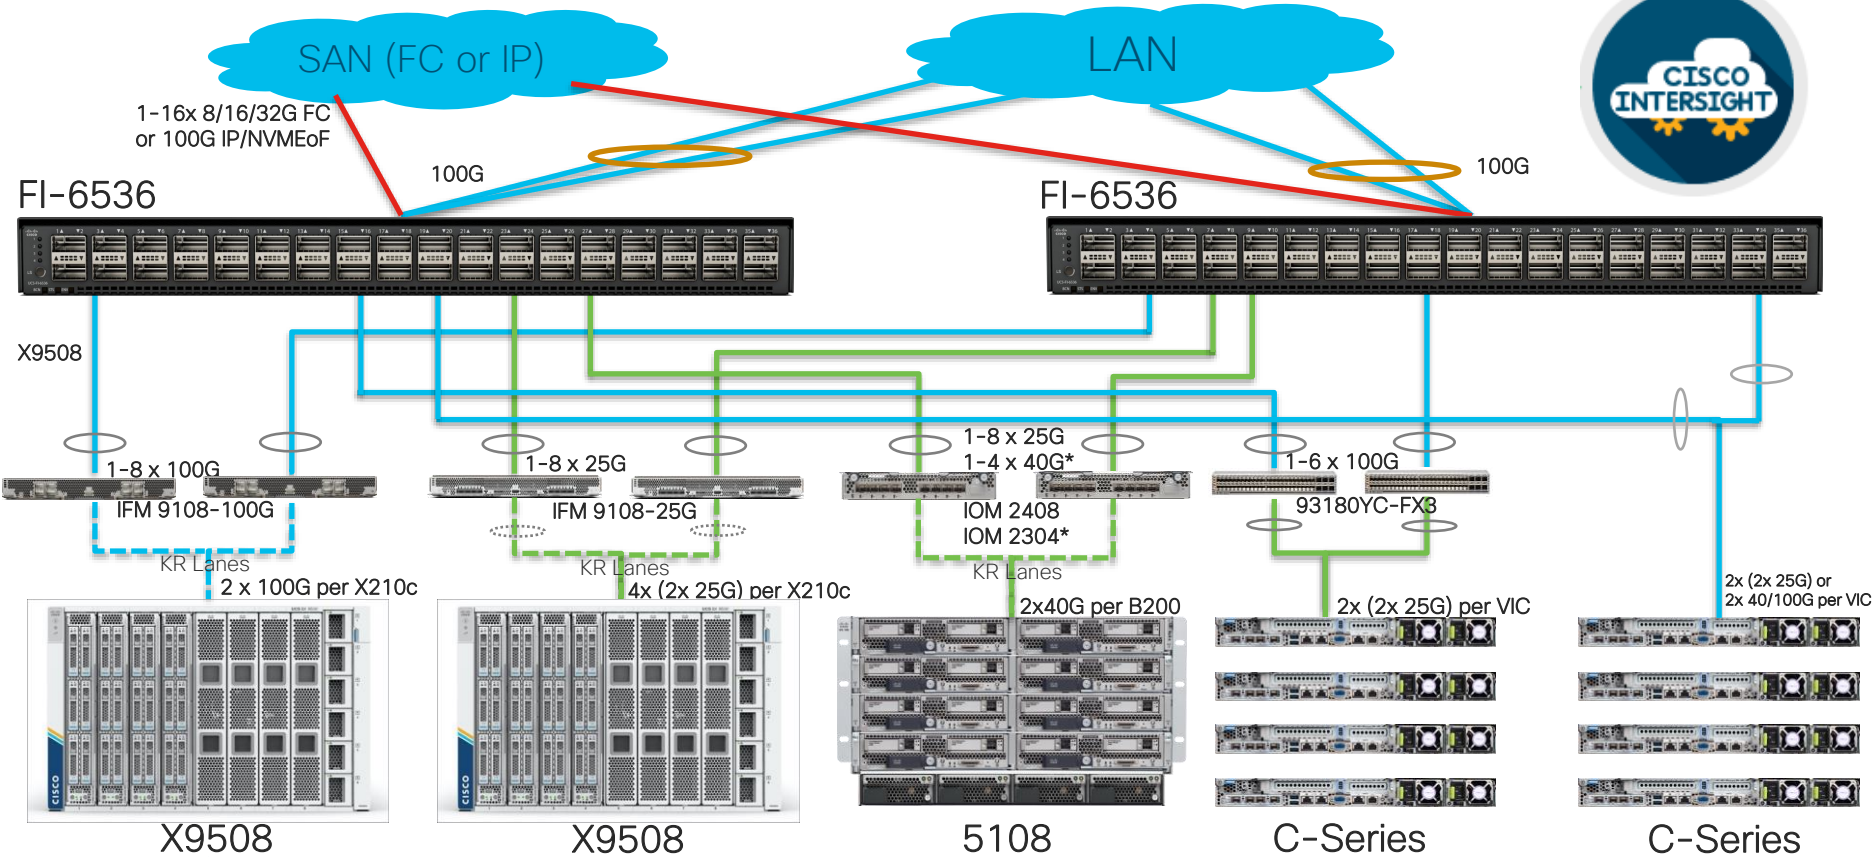 SAN (FC or IP)
LAN
CISCO
INTERSIGHT
1-16x 8/16/32G FC
or 100G IP/NVMEoF
100G
100G
FI-6536
FI-6536
X9508
1-8 x 100G
IFM 9108-100G
1-8 x 25G
IFM 9108-25G
1-8 x 25G
1-4 x 40G*
IOM 2408
IOM 2304*
1-6 x 100G
93180YC-FX3
KR Lanes
KR Lanes
KR Lanes
2 x 100G per X210c
4x (2x 25G) per X210c
2x40G per B200
2x (2x 25G) per VIC
2x (2x 25G) or
2x 40/100G per VIC
CISCO
CISCO
X9508
X9508
5108
C-Series
C-Series